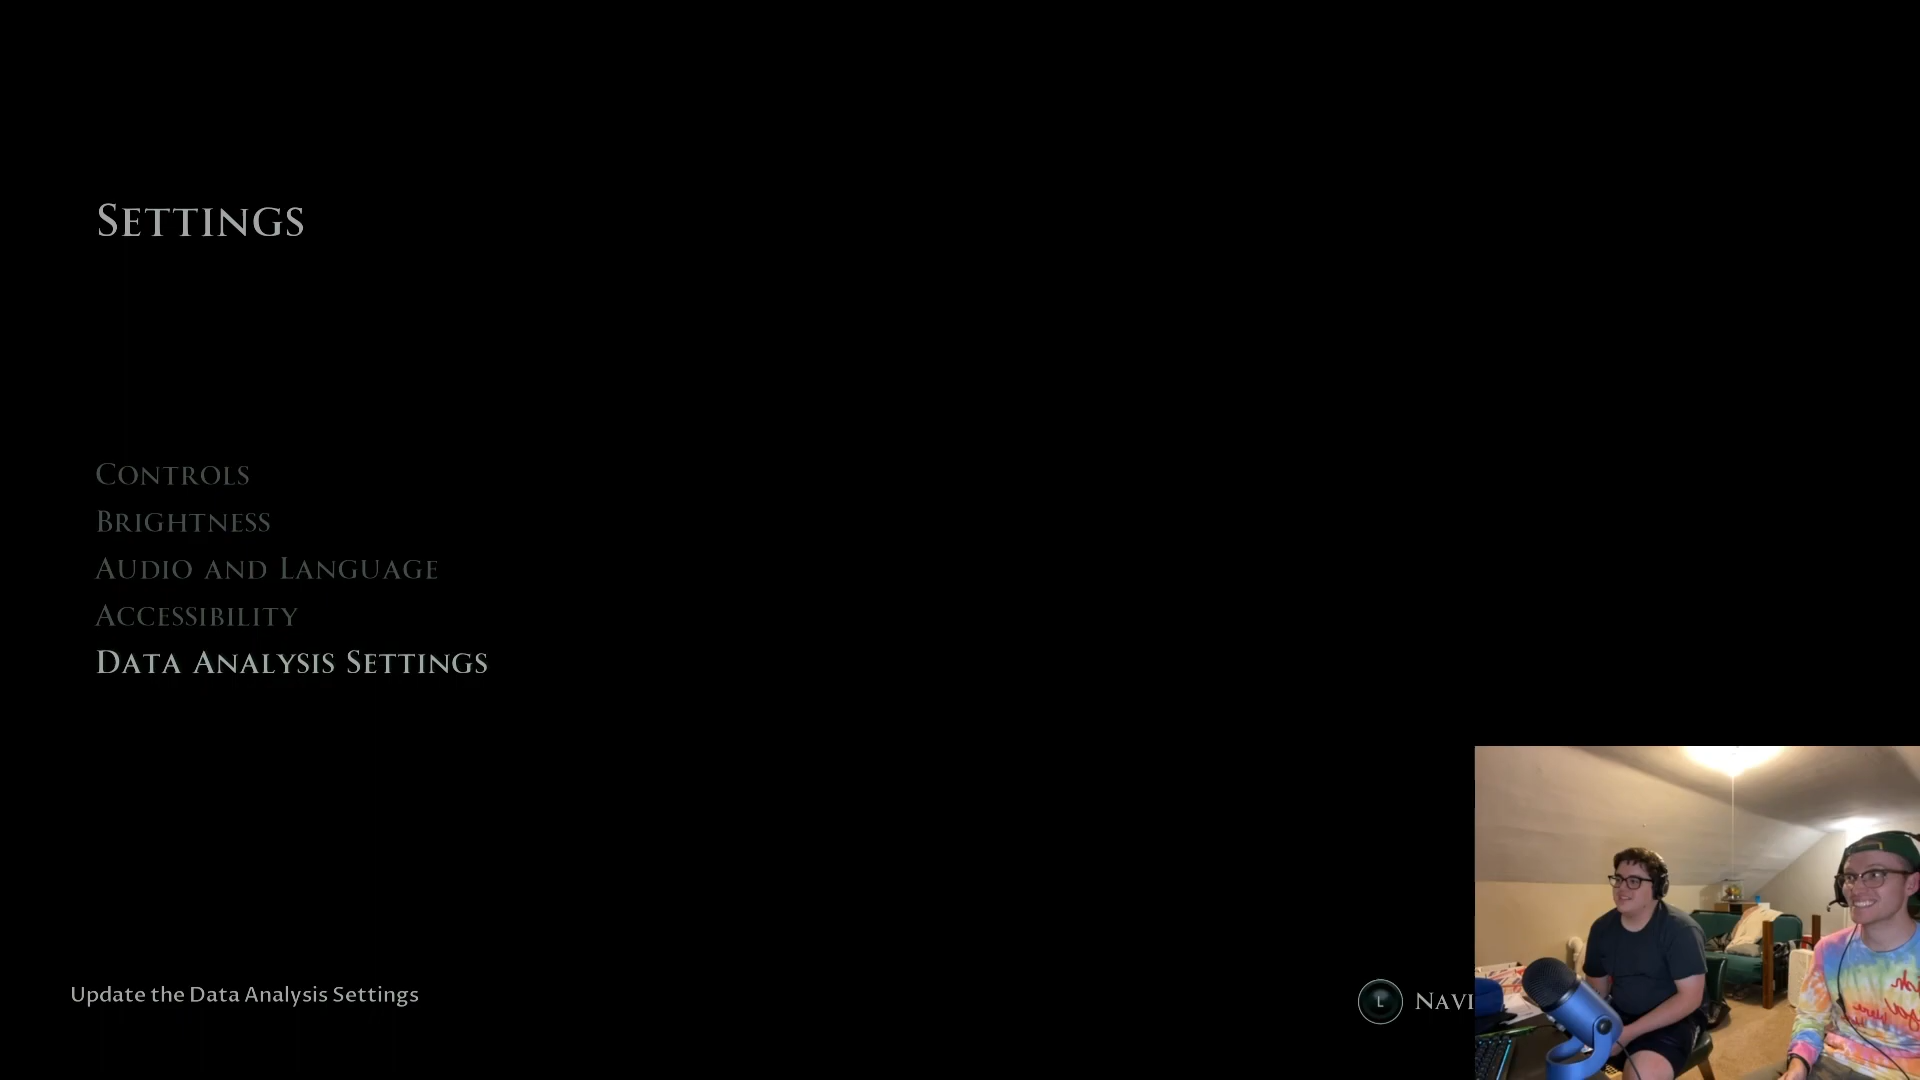 Settings
Controls
Brightness
Audio and Language
Accessibility
Data Analysis Settings
Update the Data Analysis Settings
L Navi